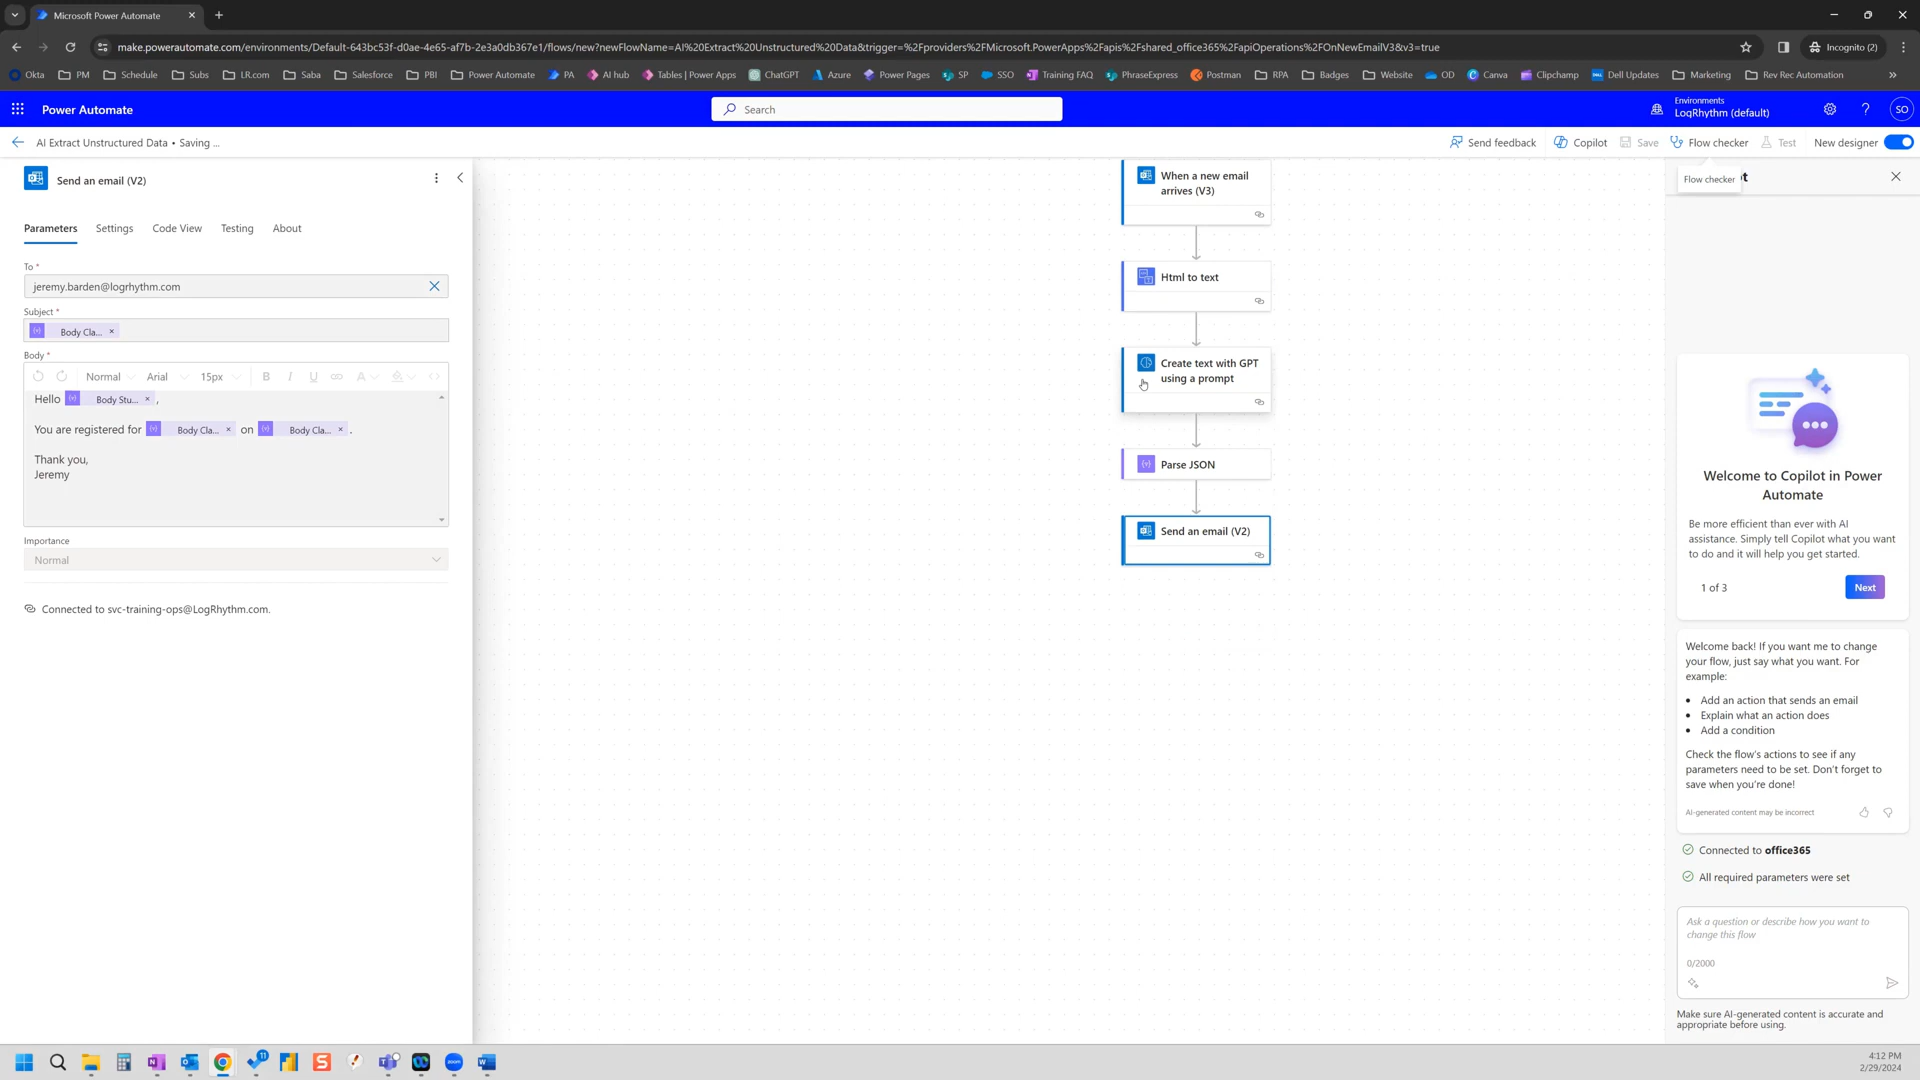 Microsoft Power Automate
make.powerautomate.com/environments/Default-643bc53f-d0ae-4e65-af7b-2e3a0db367e1/flows/new?newFlowName=AI%20Extract%20Unstructured%20Data&trigger=%2Fproviders%2FMicrosoft.PowerApps%2Fapis%2Fshared_office365%2FapiOperations%2FOnNewEmailV3&v3=true
Incognito (2)
Okta PM Schedule Subs LR.com Saba Salesforce PBI Power Automate PA AI hub Tables | Power Apps ChatGPT Azure Power Pages SP SSO Training FAQ PhraseExpress Postman RPA Badges Website OD Canva Clipchamp Dell Updates Marketing Rev Rec Automation
Power Automate
Search
Environments
LogRhythm (default)
SO
AI Extract Unstructured Data • Saving ...
Send feedback Copilot Save Flow checker Test New designer
Send an email (V2)
Parameters Settings Code View Testing About
To *
jeremy.barden@logrhythm.com
Subject *
Body Cla... ×
Body *
Normal Arial 15px B I U A
Hello Body Stu... × ,
You are registered for Body Cla... × on Body Cla... × .
Thank you,
Jeremy
Importance
Normal
Connected to svc-training-ops@LogRhythm.com.
When a new email
arrives (V3)
Html to text
Create text with GPT
using a prompt
Parse JSON
Send an email (V2)
Flow checker
Welcome to Copilot in Power
Automate
Be more efficient than ever with AI
assistance. Simply tell Copilot what you want
to do and it will help you get started.
1 of 3
Next
Welcome back! If you want me to change
your flow, just say what you want. For
example:
• Add an action that sends an email
• Explain what an action does
• Add a condition
Check the flow's actions to see if any
parameters need to be set. Don't forget to
save when you're done!
AI-generated content may be incorrect
Connected to office365
All required parameters were set
Ask a question or describe how you want to
change this flow
0/2000
Make sure AI-generated content is accurate and
appropriate before using.
11
zoom
4:12 PM
2/29/2024